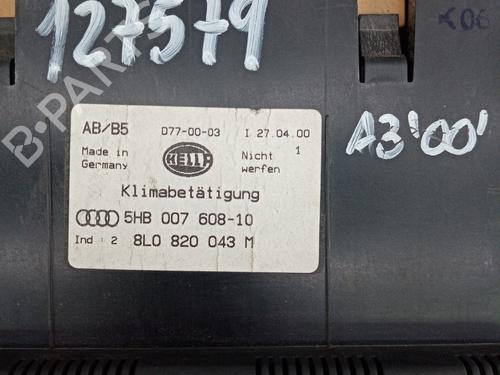 127579
K06
A3'00'
B-PARTS
AB/B5 D77-00-03 I 27.04.00
Made in Germany HELLA Nicht werfen 1
Klimabetätigung
5HB 007 608-10
Ind : 2 8L0 820 043 M